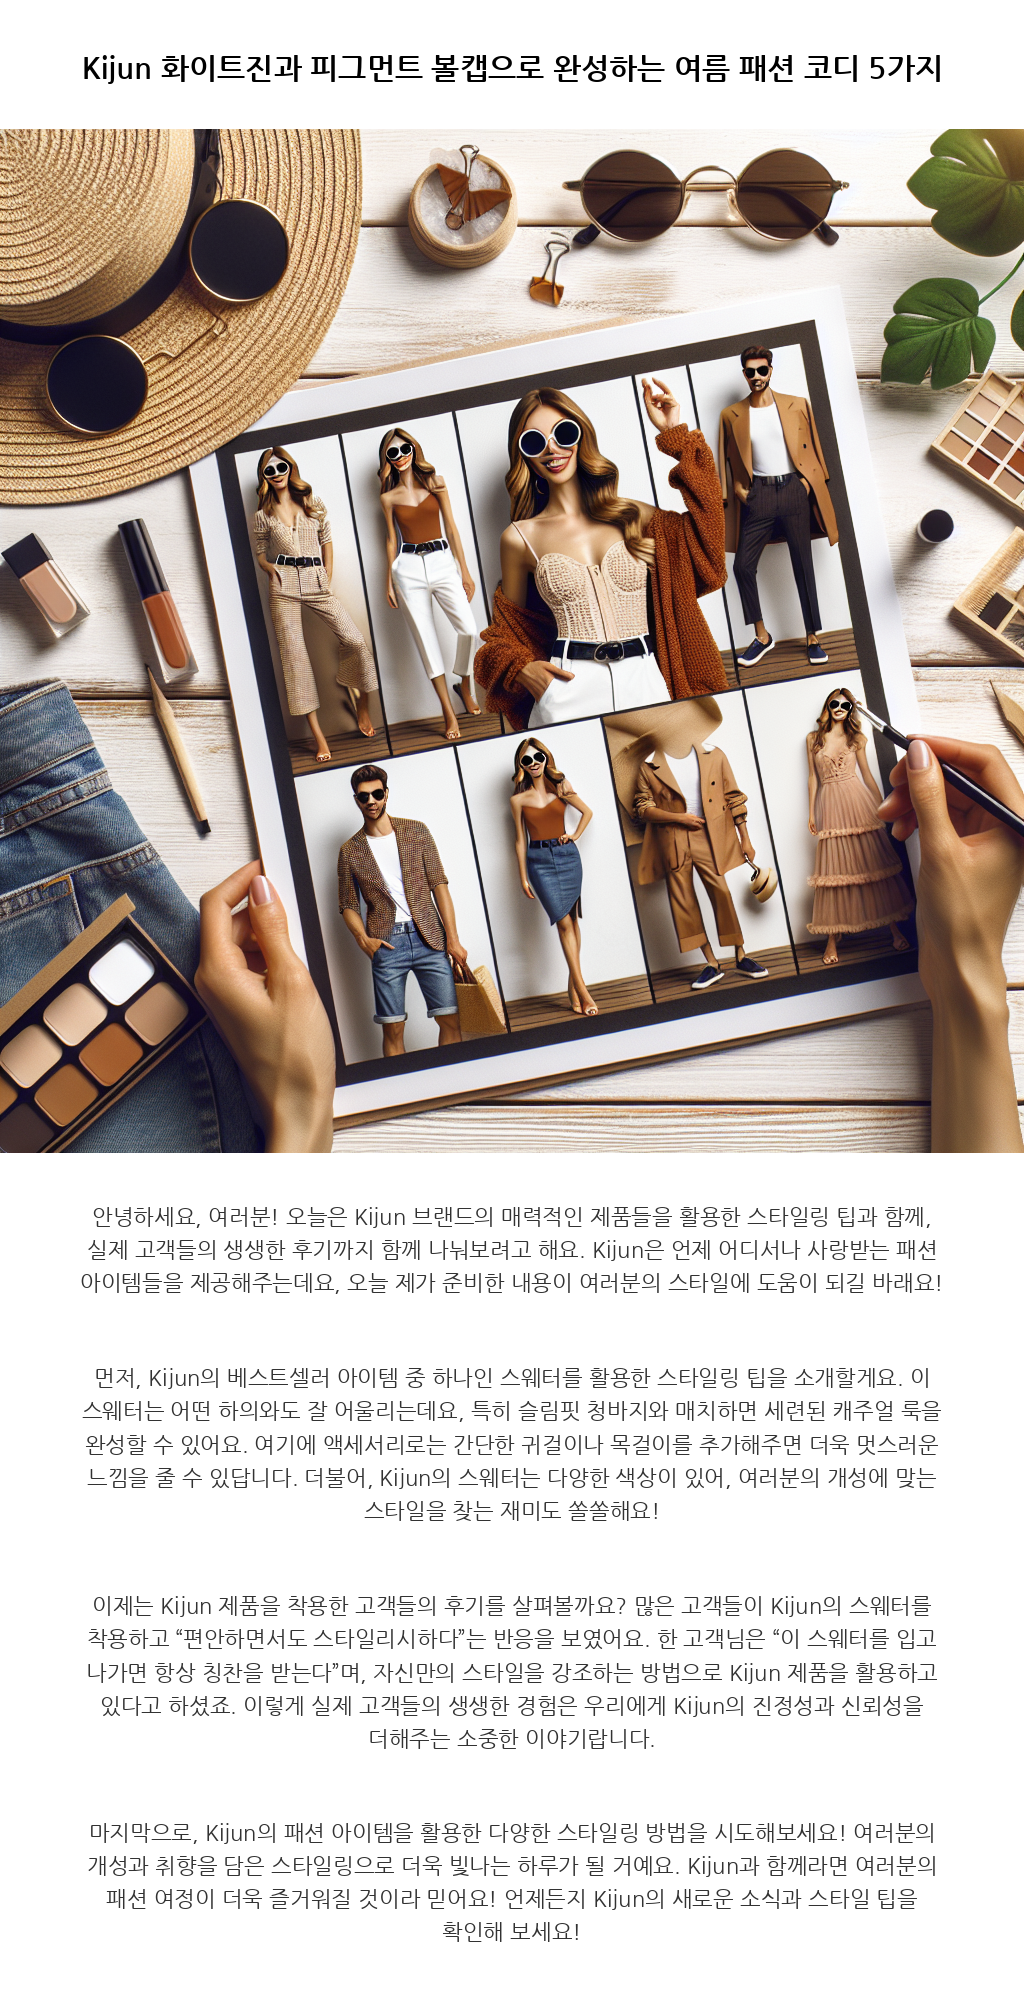 Kijun 화이트진과 피그먼트 볼캡으로 완성하는 여름 패션 코디 5가지
안녕하세요, 여러분! 오늘은 Kijun 브랜드의 매력적인 제품들을 활용한 스타일링 팁과 함께,
실제 고객들의 생생한 후기까지 함께 나눠보려고 해요. Kijun은 언제 어디서나 사랑받는 패션
아이템들을 제공해주는데요, 오늘 제가 준비한 내용이 여러분의 스타일에 도움이 되길 바래요!
먼저, Kijun의 베스트셀러 아이템 중 하나인 스웨터를 활용한 스타일링 팁을 소개할게요. 이
스웨터는 어떤 하의와도 잘 어울리는데요, 특히 슬림핏 청바지와 매치하면 세련된 캐주얼 룩을
완성할 수 있어요. 여기에 액세서리로는 간단한 귀걸이나 목걸이를 추가해주면 더욱 멋스러운
느낌을 줄 수 있답니다. 더불어, Kijun의 스웨터는 다양한 색상이 있어, 여러분의 개성에 맞는
스타일을 찾는 재미도 쏠쏠해요!
이제는 Kijun 제품을 착용한 고객들의 후기를 살펴볼까요? 많은 고객들이 Kijun의 스웨터를
착용하고 “편안하면서도 스타일리시하다”는 반응을 보였어요. 한 고객님은 “이 스웨터를 입고
나가면 항상 칭찬을 받는다”며, 자신만의 스타일을 강조하는 방법으로 Kijun 제품을 활용하고
있다고 하셨죠. 이렇게 실제 고객들의 생생한 경험은 우리에게 Kijun의 진정성과 신뢰성을
더해주는 소중한 이야기랍니다.
마지막으로, Kijun의 패션 아이템을 활용한 다양한 스타일링 방법을 시도해보세요! 여러분의
개성과 취향을 담은 스타일링으로 더욱 빛나는 하루가 될 거예요. Kijun과 함께라면 여러분의
패션 여정이 더욱 즐거워질 것이라 믿어요! 언제든지 Kijun의 새로운 소식과 스타일 팁을
확인해 보세요!